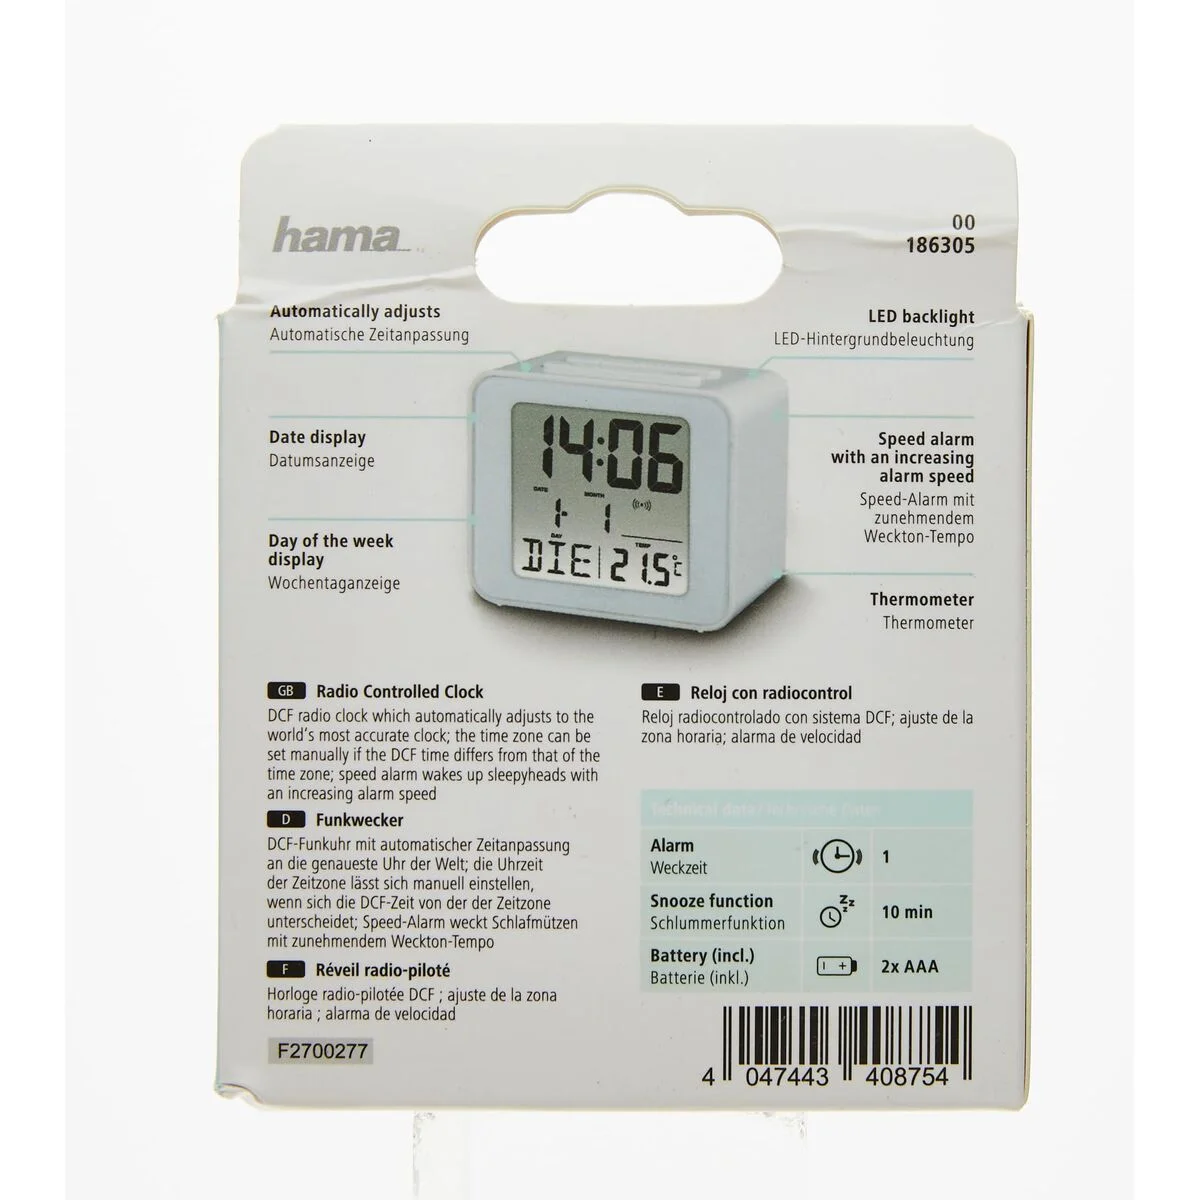 hama
00
186305
Automatically adjusts
Automatische Zeitanpassung
LED backlight
LED-Hintergrundbeleuchtung
Date display
Datumsanzeige
Speed alarm
with an increasing
alarm speed
Speed-Alarm mit
zunehmendem
Weckton-Tempo
Day of the week
display
Wochentaganzeige
Thermometer
Thermometer
14:06
DATE MONTH
1. 1
DAY TEMP
DIE 21.5°C
GB Radio Controlled Clock
DCF radio clock which automatically adjusts to the
world's most accurate clock; the time zone can be
set manually if the DCF time differs from that of the
time zone; speed alarm wakes up sleepyheads with
an increasing alarm speed
D Funkwecker
DCF-Funkuhr mit automatischer Zeitanpassung
an die genaueste Uhr der Welt; die Uhrzeit
der Zeitzone lässt sich manuell einstellen,
wenn sich die DCF-Zeit von der der Zeitzone
unterscheidet; Speed-Alarm weckt Schlafmützen
mit zunehmendem Weckton-Tempo
F Réveil radio-piloté
Horloge radio-pilotée DCF ; ajuste de la zona
horaria ; alarma de velocidad
F2700277
E Reloj con radiocontrol
Reloj radiocontrolado con sistema DCF; ajuste de la
zona horaria; alarma de velocidad
Technical data/
Alarm
Weckzeit
1
Snooze function
Schlummerfunktion
zzz
10 min
Battery (incl.)
Batterie (inkl.)
2x AAA
4 047443 408754